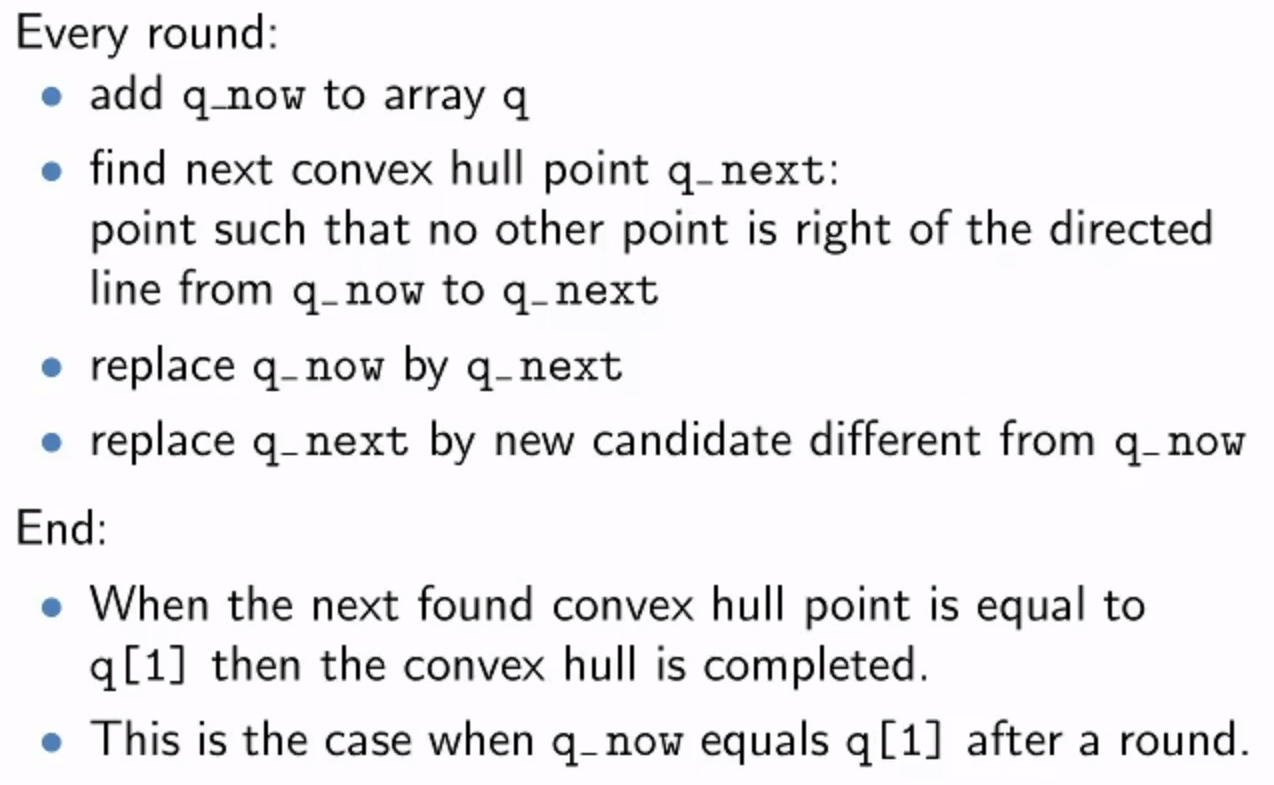 Every round:
• add q_now to array q
• find next convex hull point q_next:
point such that no other point is right of the directed
line from q_now to q_next
• replace q_now by q_next
• replace q_next by new candidate different from q_now
End:
• When the next found convex hull point is equal to
q[1] then the convex hull is completed.
• This is the case when q_now equals q[1] after a round.